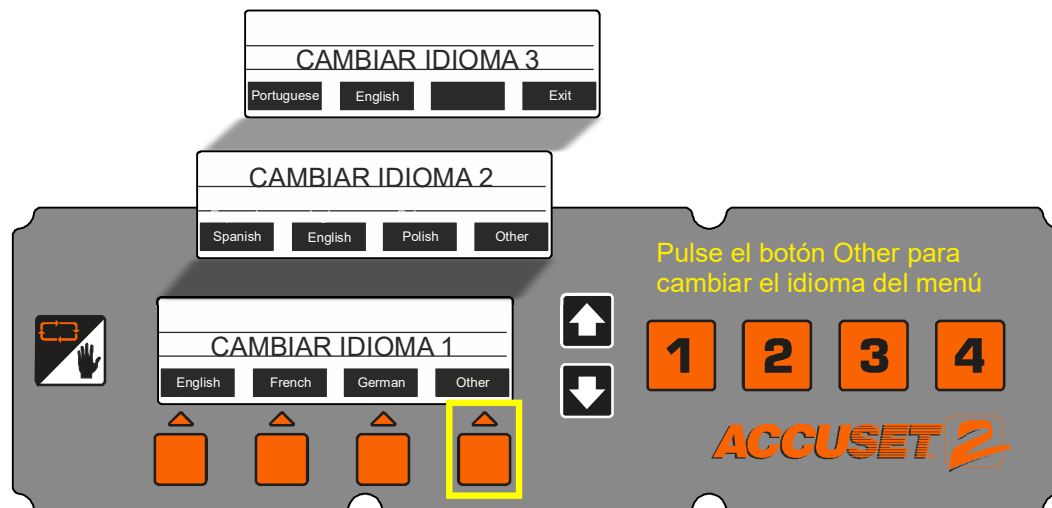 CAMBIAR IDIOMA 3
Portuguese English Exit
CAMBIAR IDIOMA 2
Spanish English Polish Other
Pulse el botón Other para
cambiar el idioma del menú
CAMBIAR IDIOMA 1
English French German Other
1 2 3 4
ACCUSET 2